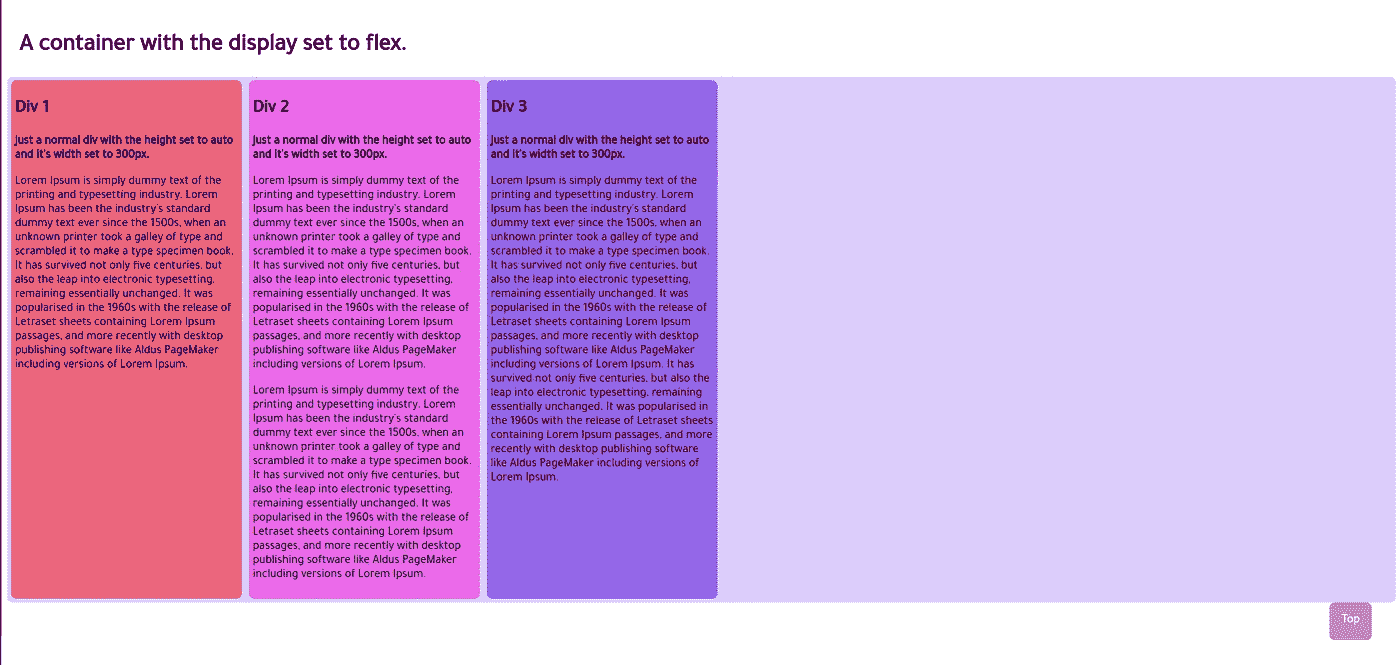 A container with the display set to flex.
Div 1
Just a normal div with the height set to auto
and it's width set to 300px.
Lorem Ipsum is simply dummy text of the
printing and typesetting industry. Lorem
Ipsum has been the industry's standard
dummy text ever since the 1500s, when an
unknown printer took a galley of type and
scrambled it to make a type specimen book.
It has survived not only five centuries, but
also the leap into electronic typesetting,
remaining essentially unchanged. It was
popularised in the 1960s with the release of
Letraset sheets containing Lorem Ipsum
passages, and more recently with desktop
publishing software like Aldus PageMaker
including versions of Lorem Ipsum.
Div 2
Just a normal div with the height set to auto
and it's width set to 300px.
Lorem Ipsum is simply dummy text of the
printing and typesetting industry. Lorem
Ipsum has been the industry's standard
dummy text ever since the 1500s, when an
unknown printer took a galley of type and
scrambled it to make a type specimen book.
It has survived not only five centuries, but
also the leap into electronic typesetting,
remaining essentially unchanged. It was
popularised in the 1960s with the release of
Letraset sheets containing Lorem Ipsum
passages, and more recently with desktop
publishing software like Aldus PageMaker
including versions of Lorem Ipsum.
Lorem Ipsum is simply dummy text of the
printing and typesetting industry. Lorem
Ipsum has been the industry's standard
dummy text ever since the 1500s, when an
unknown printer took a galley of type and
scrambled it to make a type specimen book.
It has survived not only five centuries, but
also the leap into electronic typesetting,
remaining essentially unchanged. It was
popularised in the 1960s with the release of
Letraset sheets containing Lorem Ipsum
passages, and more recently with desktop
publishing software like Aldus PageMaker
including versions of Lorem Ipsum.
Div 3
Just a normal div with the height set to auto
and it's width set to 300px.
Lorem Ipsum is simply dummy text of the
printing and typesetting industry. Lorem
Ipsum has been the industry's standard
dummy text ever since the 1500s, when an
unknown printer took a galley of type and
scrambled it to make a type specimen book.
It has survived not only five centuries, but
also the leap into electronic typesetting,
remaining essentially unchanged. It was
popularised in the 1960s with the release of
Letraset sheets containing Lorem Ipsum
passages, and more recently with desktop
publishing software like Aldus PageMaker
including versions of Lorem Ipsum. It has
survived not only five centuries, but also the
leap into electronic typesetting, remaining
essentially unchanged. It was popularised in
the 1960s with the release of Letraset sheets
containing Lorem Ipsum passages, and more
recently with desktop publishing software
like Aldus PageMaker including versions of
Lorem Ipsum.
Top